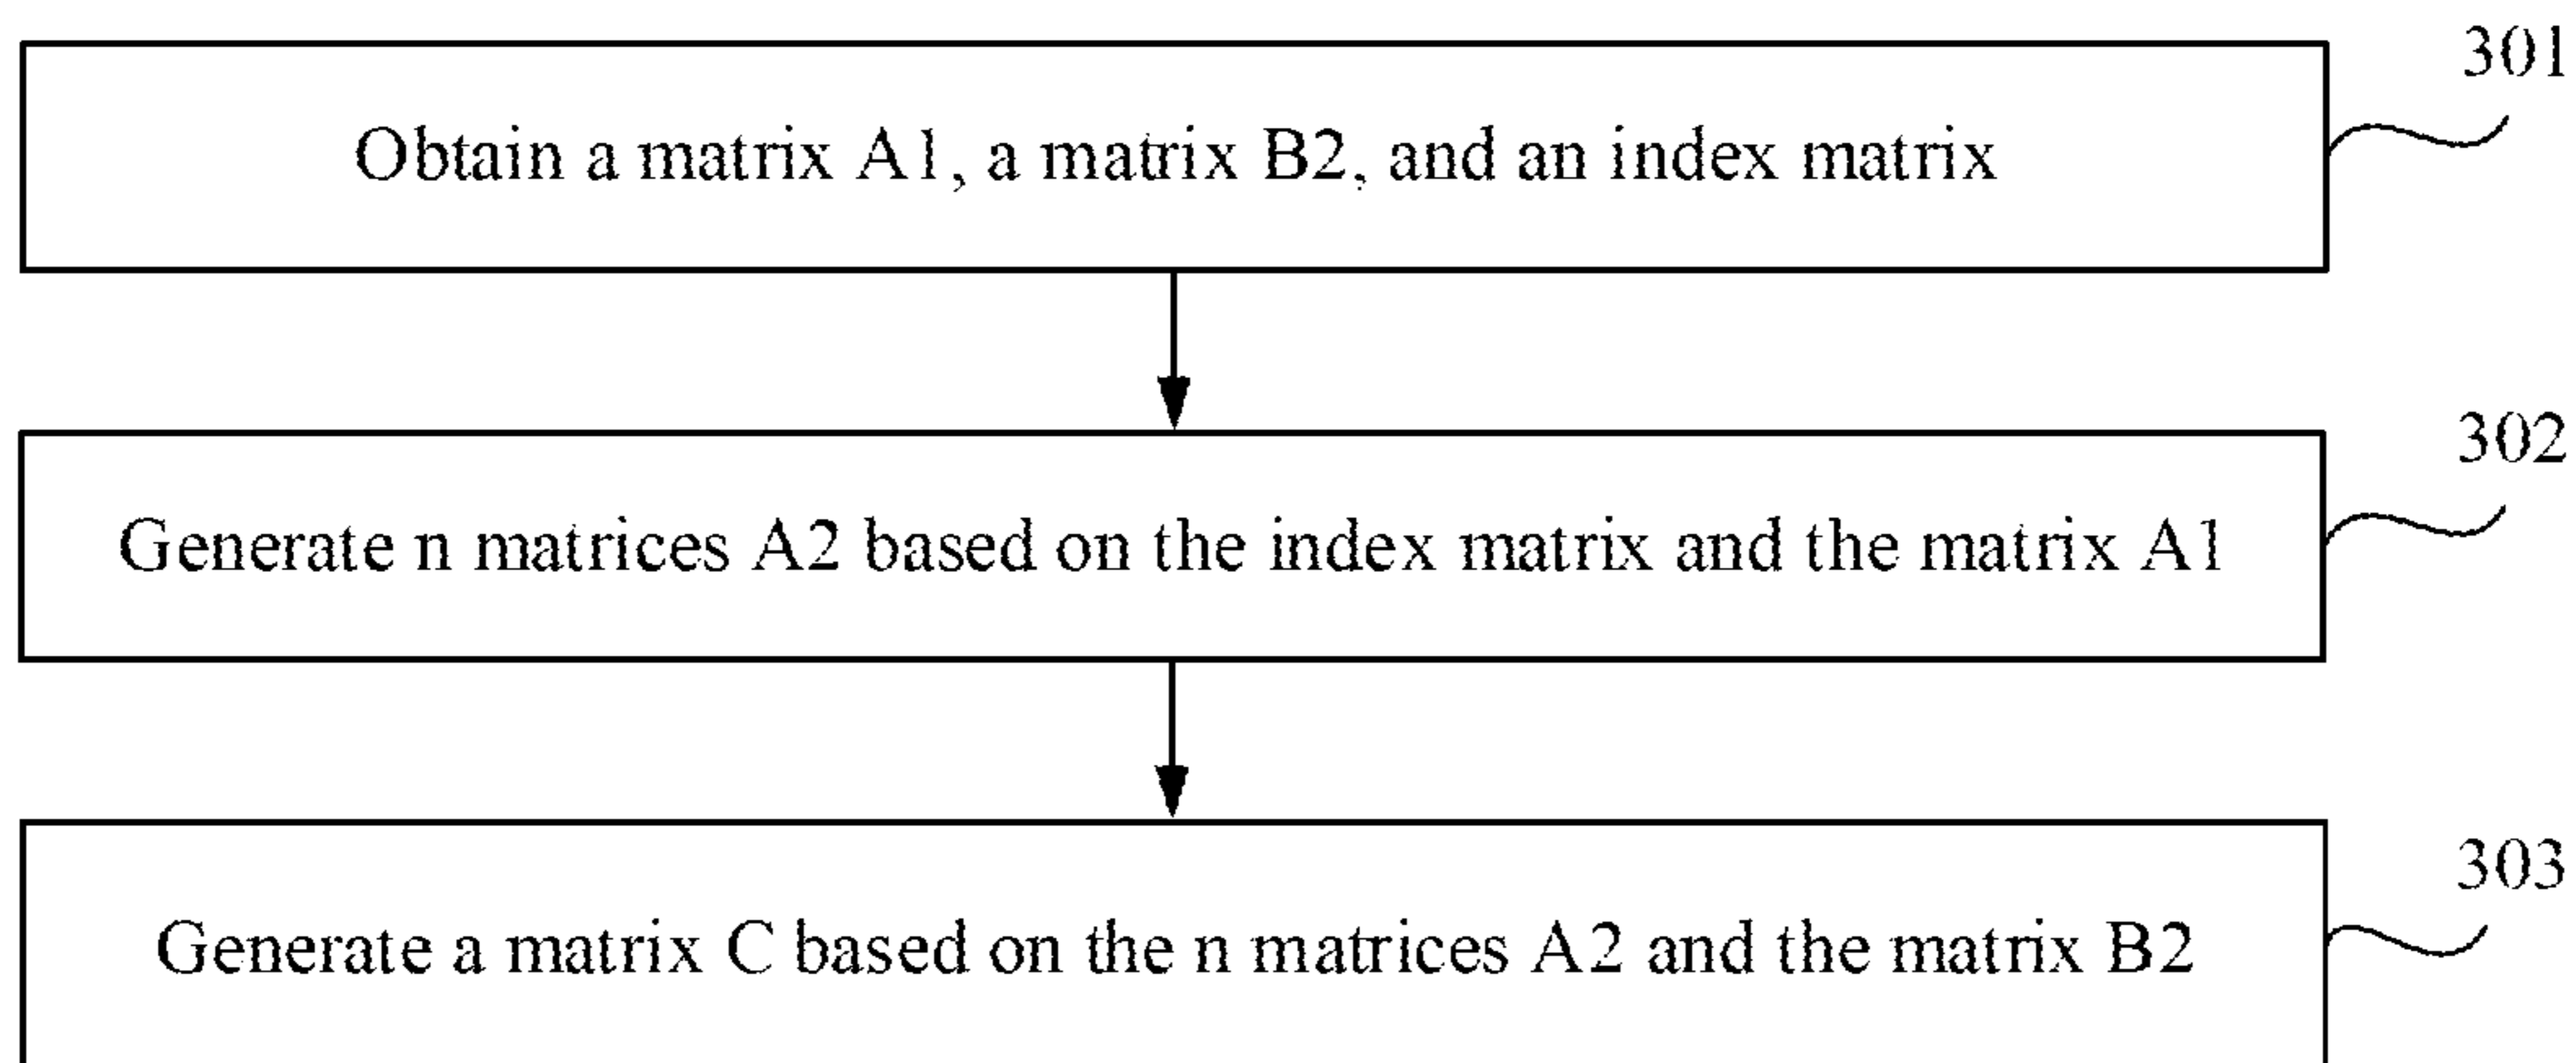 301
Obtain a matrix A1, a matrix B2, and an index matrix
302
Generate n matrices A2 based on the index matrix and the matrix A1
303
Generate a matrix C based on the n matrices A2 and the matrix B2